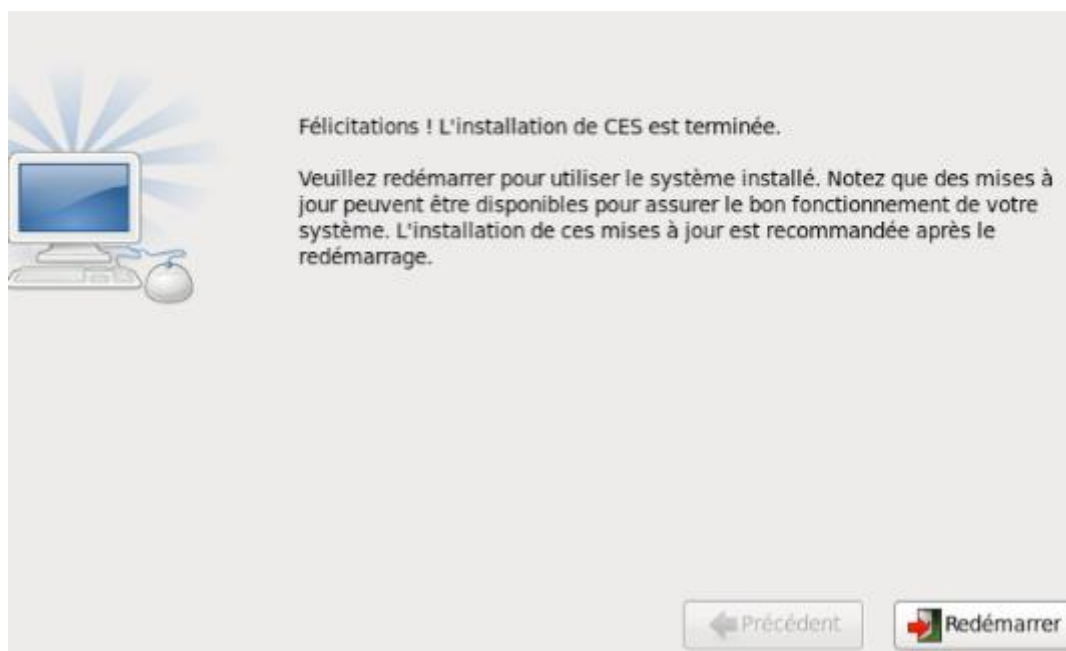 Félicitations ! L'installation de CES est terminée.
Veuillez redémarrer pour utiliser le système installé. Notez que des mises à
jour peuvent être disponibles pour assurer le bon fonctionnement de votre
système. L'installation de ces mises à jour est recommandée après le
redémarrage.
Précédent
Redémarrer